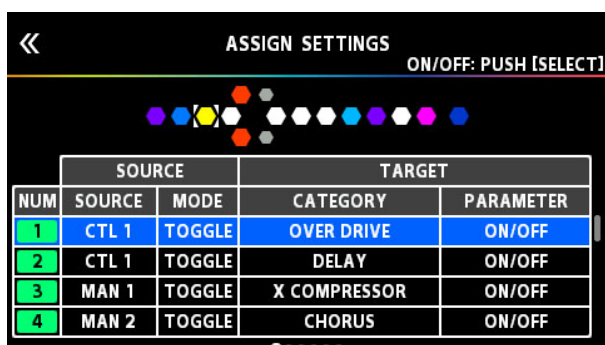 ASSIGN SETTINGS
ON/OFF: PUSH [SELECT]
SOURCE TARGET
NUM SOURCE MODE CATEGORY PARAMETER
1 CTL 1 TOGGLE OVER DRIVE ON/OFF
2 CTL 1 TOGGLE DELAY ON/OFF
3 MAN 1 TOGGLE X COMPRESSOR ON/OFF
4 MAN 2 TOGGLE CHORUS ON/OFF